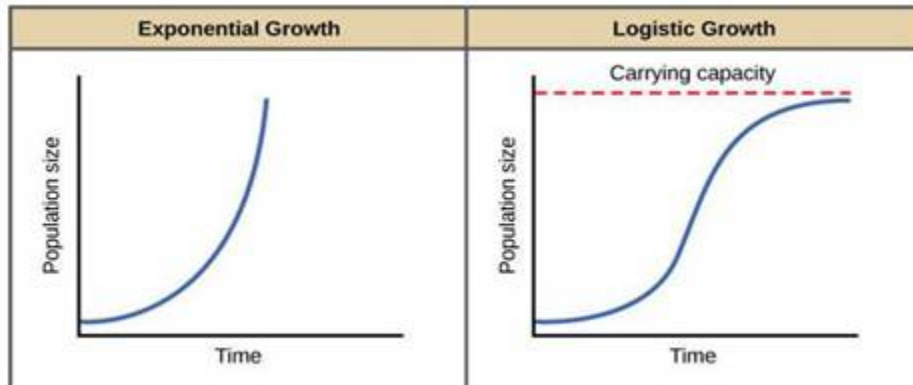 Exponential Growth
Logistic Growth
Population size
Time
Carrying capacity
Population size
Time